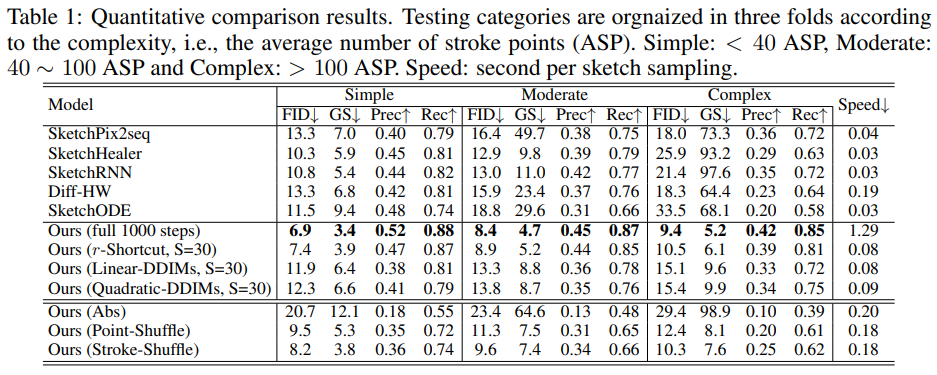 Table 1: Quantitative comparison results. Testing categories are orgnaized in three folds according
to the complexity, i.e., the average number of stroke points (ASP). Simple: < 40 ASP, Moderate:
40 ∼ 100 ASP and Complex: > 100 ASP. Speed: second per sketch sampling.
Model Simple Moderate Complex Speed↓
FID↓ GS↓ Prec↑ Rec↑ FID↓ GS↓ Prec↑ Rec↑ FID↓ GS↓ Prec↑ Rec↑
SketchPix2seq 13.3 7.0 0.40 0.79 16.4 49.7 0.38 0.75 18.0 73.3 0.36 0.72 0.04
SketchHealer 10.3 5.9 0.45 0.81 12.9 9.8 0.39 0.79 25.9 93.2 0.29 0.63 0.03
SketchRNN 10.8 5.4 0.44 0.82 13.0 11.0 0.42 0.77 21.4 97.6 0.35 0.72 0.03
Diff-HW 13.3 6.8 0.42 0.81 15.9 23.4 0.37 0.76 18.3 64.4 0.23 0.64 0.19
SketchODE 11.5 9.4 0.48 0.74 18.8 29.6 0.31 0.66 33.5 68.1 0.20 0.58 0.03
Ours (full 1000 steps) 6.9 3.4 0.52 0.88 8.4 4.7 0.45 0.87 9.4 5.2 0.42 0.85 1.29
Ours (r-Shortcut, S=30) 7.4 3.9 0.47 0.87 8.9 5.2 0.44 0.85 10.5 6.1 0.39 0.81 0.08
Ours (Linear-DDIMs, S=30) 11.9 6.4 0.38 0.81 13.3 8.8 0.36 0.78 15.1 9.6 0.33 0.72 0.08
Ours (Quadratic-DDIMs, S=30) 12.3 6.6 0.41 0.79 13.8 8.7 0.35 0.76 15.4 9.9 0.34 0.75 0.09
Ours (Abs) 20.7 12.1 0.18 0.55 23.4 64.6 0.13 0.48 29.4 98.9 0.10 0.39 0.20
Ours (Point-Shuffle) 9.5 5.3 0.35 0.72 11.3 7.5 0.31 0.65 12.4 8.1 0.20 0.61 0.18
Ours (Stroke-Shuffle) 8.2 3.8 0.36 0.74 9.6 7.4 0.34 0.66 10.3 7.6 0.25 0.62 0.18